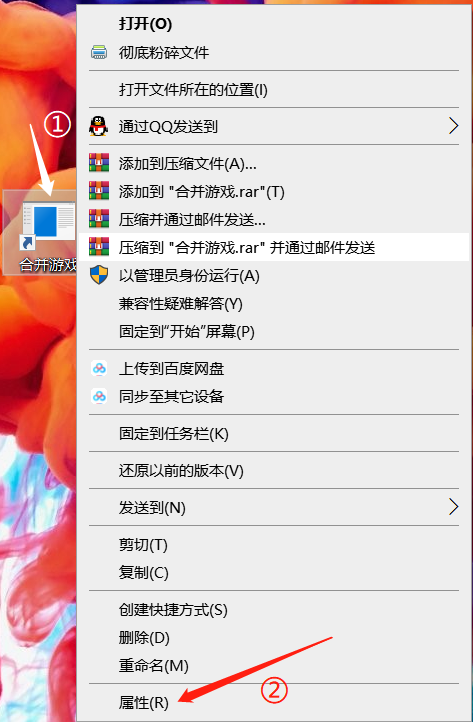 打开(O)
彻底粉碎文件
打开文件所在的位置(I)
①
通过QQ发送到
添加到压缩文件(A)...
添加到 "合并游戏.rar"(T)
压缩并通过邮件发送...
压缩到 "合并游戏.rar" 并通过邮件发送
合并游戏
以管理员身份运行(A)
兼容性疑难解答(Y)
固定到“开始”屏幕(P)
上传到百度网盘
同步至其它设备
固定到任务栏(K)
还原以前的版本(V)
发送到(N)
剪切(T)
复制(C)
创建快捷方式(S)
删除(D)
重命名(M)
属性(R)
②